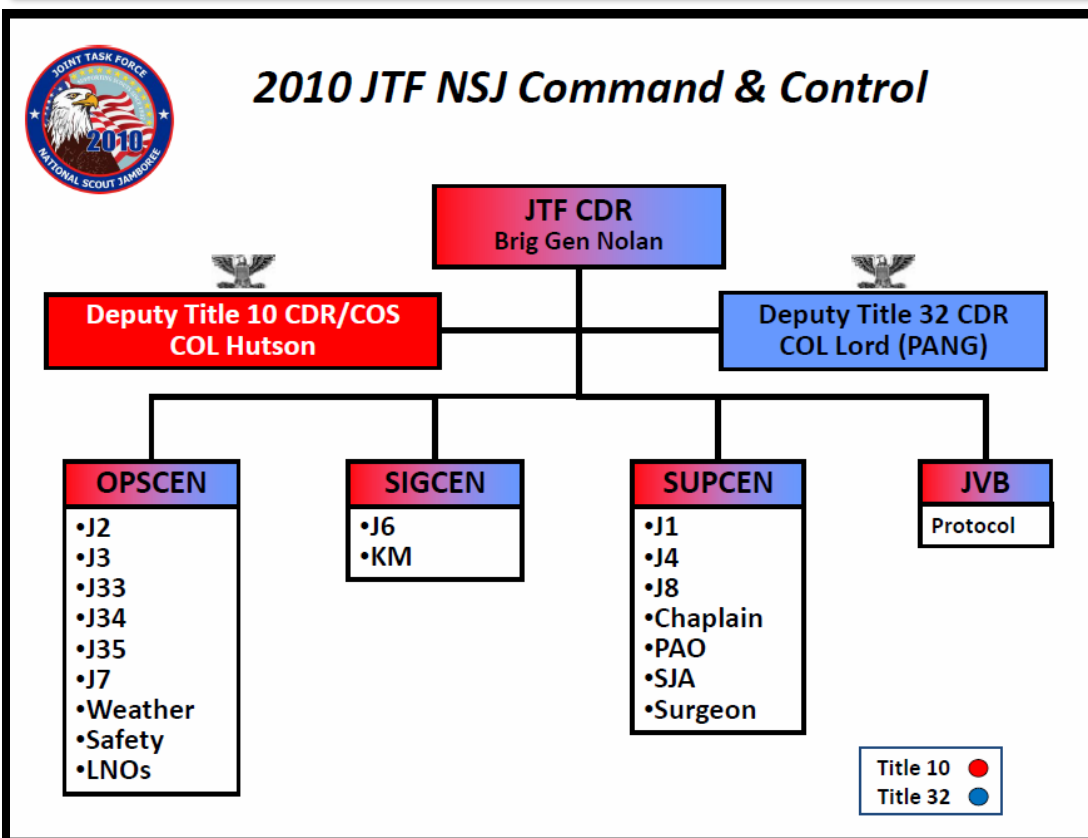 JOINT TASK FORCE
2010
NATIONAL SCOUT JAMBOREE
2010 JTF NSJ Command & Control
JTF CDR
Brig Gen Nolan
Deputy Title 10 CDR/COS
COL Hutson
Deputy Title 32 CDR
COL Lord (PANG)
OPSCEN
•J2
•J3
•J33
•J34
•J35
•J7
•Weather
•Safety
•LNOs
SIGCEN
•J6
•KM
SUPCEN
•J1
•J4
•J8
•Chaplain
•PAO
•SJA
•Surgeon
JVB
Protocol
Title 10
Title 32